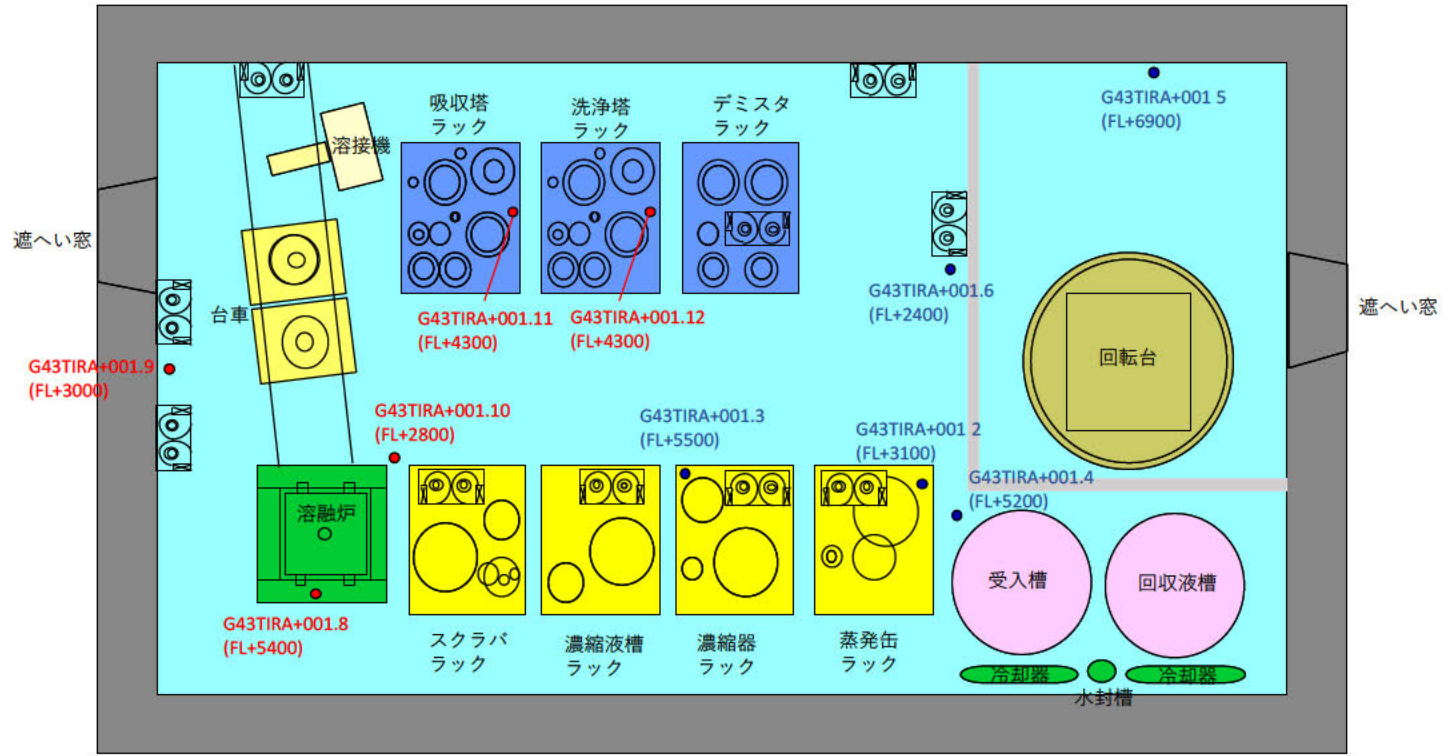 吸収塔
ラック
洗浄塔
ラック
デミスタ
ラック
G43TIRA+001 5
(FL+6900)
溶接機
遮へい窓
G43TIRA+001.6
(FL+2400)
遮へい窓
台車
G43TIRA+001.11
(FL+4300)
G43TIRA+001.12
(FL+4300)
回転台
G43TIRA+001.9
(FL+3000)
G43TIRA+001.10
(FL+2800)
G43TIRA+001.3
(FL+5500)
G43TIRA+001 2
(FL+3100)
G43TIRA+001.4
(FL+5200)
溶融炉
受入槽
回収液槽
G43TIRA+001.8
(FL+5400)
スクラバ
ラック
濃縮液槽
ラック
濃縮器
ラック
蒸発缶
ラック
冷却器
冷却器
水封槽